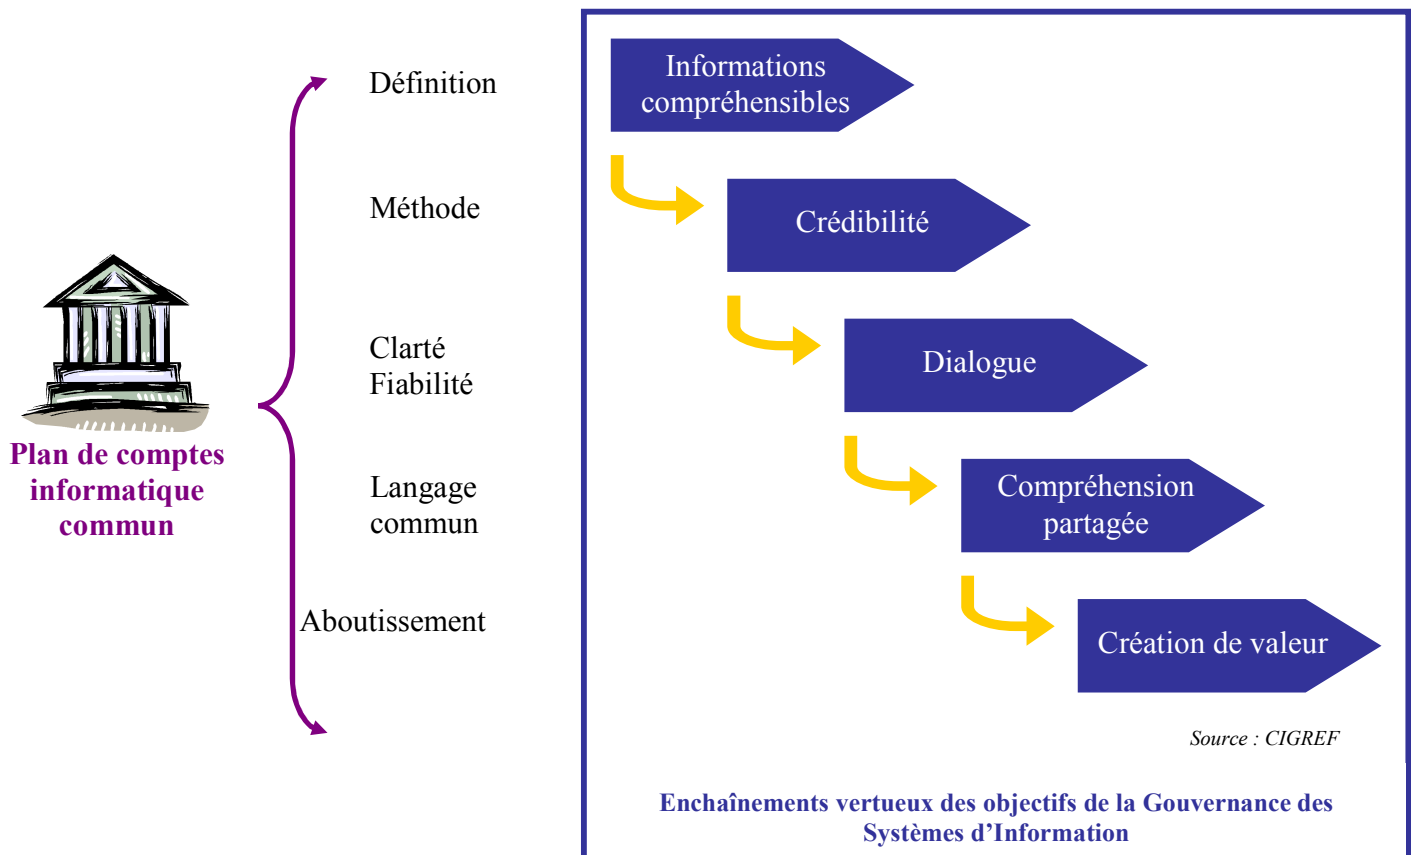 Définition
Méthode
Clarté
Fiabilité
Langage
commun
Aboutissement
Plan de comptes
informatique
commun
Informations
compréhensibles
Crédibilité
Dialogue
Compréhension
partagée
Création de valeur
Source : CIGREF
Enchaînements vertueux des objectifs de la Gouvernance des
Systèmes d’Information